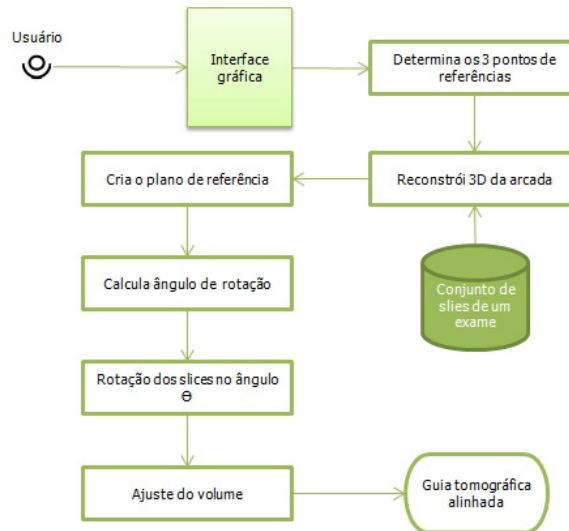 Usuário
Interface
gráfica
Determina os 3 pontos de
referências
Cria o plano de referência
Reconstrói 3D da arcada
Calcula ângulo de rotação
Conjunto de
slies de um
exame
Rotação dos slices no ângulo
Ɵ
Ajuste do volume
Guia tomográfica
alinhada